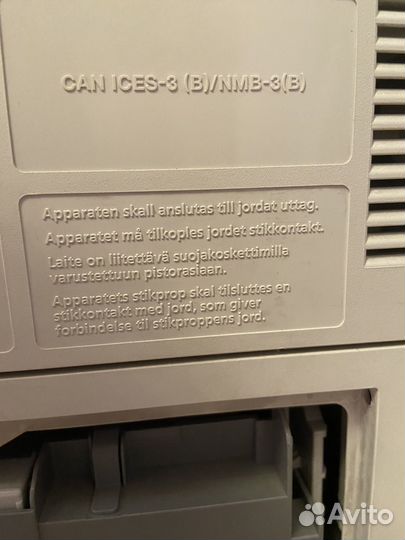 CAN ICES-3 (B)/NMB-3(B)
Apparaten skall anslutas till jordat uttag.
Apparatet må tilkoples jordet stikkontakt.
Laite on liitettävä suojakoskettimilla
varustettuun pistorasiaan.
Apparatets stikprop skal tilsluttes en
stikkontakt med jord, som giver
forbindelse til stikproppens jord.
Avito